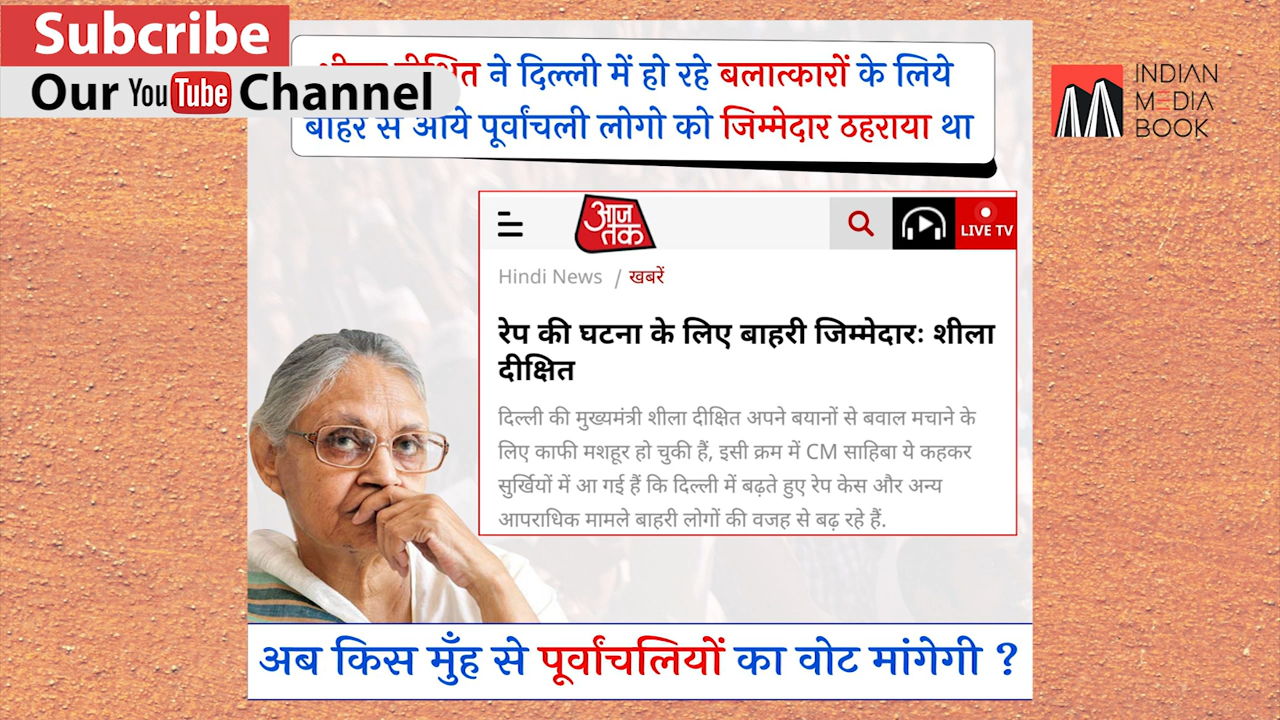 Subcribe
Our YouTube Channel
ने दिल्ली में हो रहे बलात्कारों के लिये
बाहर से आये पूर्वांचली लोगो को जिम्मेदार ठहराया था
INDIAN
MEDIA
BOOK
आज
तक
LIVE TV
Hindi News / खबरें
रेप की घटना के लिए बाहरी जिम्मेदारः शीला
दीक्षित
दिल्ली की मुख्यमंत्री शीला दीक्षित अपने बयानों से बवाल मचाने के
लिए काफी मशहूर हो चुकी हैं, इसी क्रम में CM साहिबा ये कहकर
सुर्खियों में आ गई हैं कि दिल्ली में बढ़ते हुए रेप केस और अन्य
आपराधिक मामले बाहरी लोगों की वजह से बढ़ रहे हैं.
अब किस मुँह से पूर्वांचलियों का वोट मांगेगी ?